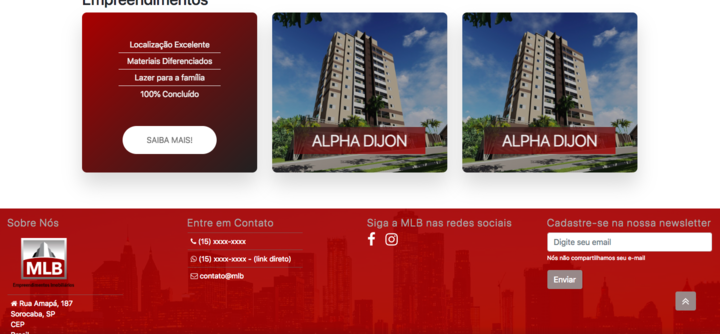 Empreendimentos
Localização Excelente
Materiais Diferenciados
Lazer para a família
100% Concluído
SAIBA MAIS!
ALPHA DIJON
ALPHA DIJON
Sobre Nós
MLB
Rua Amapá, 187
Sorocaba, SP
CEP
Brasil
Entre em Contato
(15) xxxx-xxxx
(15) xxxx-xxxx - (link direto)
contato@mlb
Siga a MLB nas redes sociais
Cadastre-se na nossa newsletter
Digite seu email
Nós não compartilhamos seu e-mail
Enviar